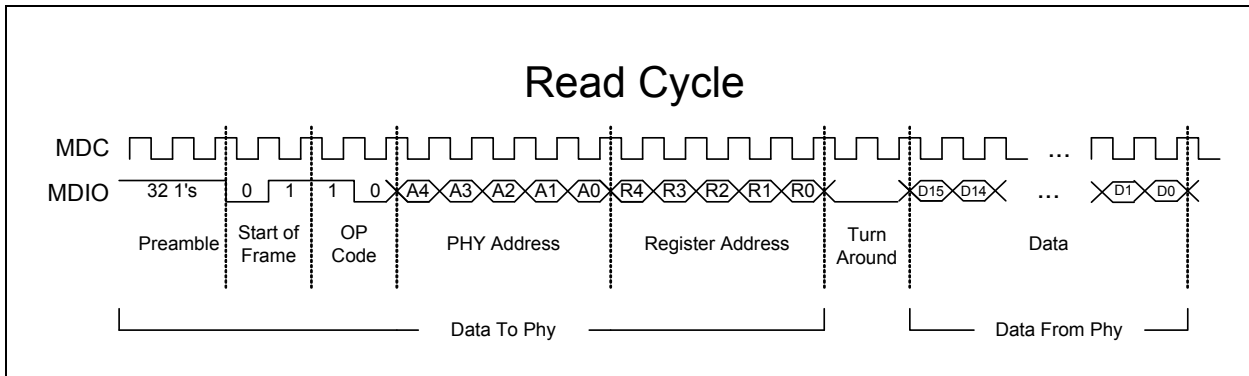 Read Cycle
MDC ...
MDIO 32 1's 0 1 1 0 A4 A3 A2 A1 A0 R4 R3 R2 R1 R0 D15 D14 ... D1 D0
Preamble Start of Frame OP Code PHY Address Register Address Turn Around Data
Data To Phy Data From Phy